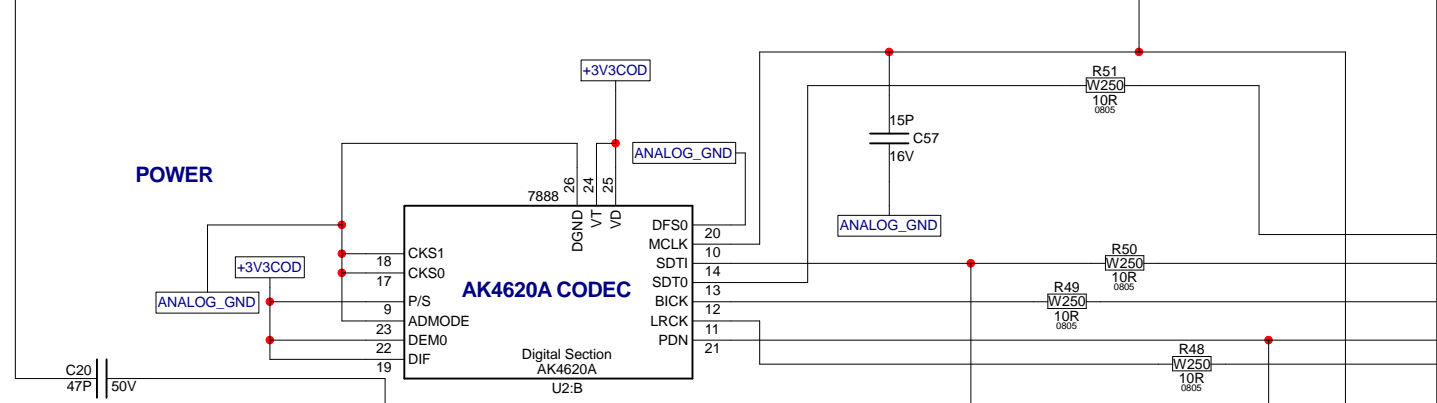 +3V3COD
R51
W250
10R
0805
15P
C57
16V
ANALOG_GND
POWER
7888
26
24
25
DGND
VT
VD
DFS0
20
ANALOG_GND
MCLK
10
CKS1
18
SDTI
14
R50
W250
10R
0805
+3V3COD
CKS0
17
AK4620A CODEC
SDT0
13
ANALOG_GND
P/S
9
BICK
12
R49
W250
10R
0805
ADMODE
23
LRCK
11
DEM0
22
PDN
21
DIF
19
Digital Section
AK4620A
U2:B
R48
W250
10R
0805
C20
47P
50V